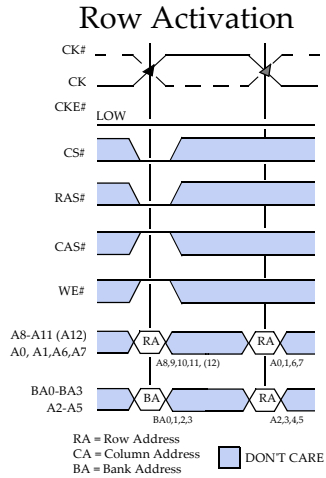 Row Activation
CK#
CK
CKE#
LOW
CS#
RAS#
CAS#
WE#
A8-A11 (A12)
A0, A1,A6,A7
RA
RA
A8,9,10,11, (12)
A0,1,6,7
BA0-BA3
A2-A5
BA
RA
BA0,1,2,3
A2,3,4,5
RA = Row Address
CA = Column Address
BA = Bank Address
DON'T CARE